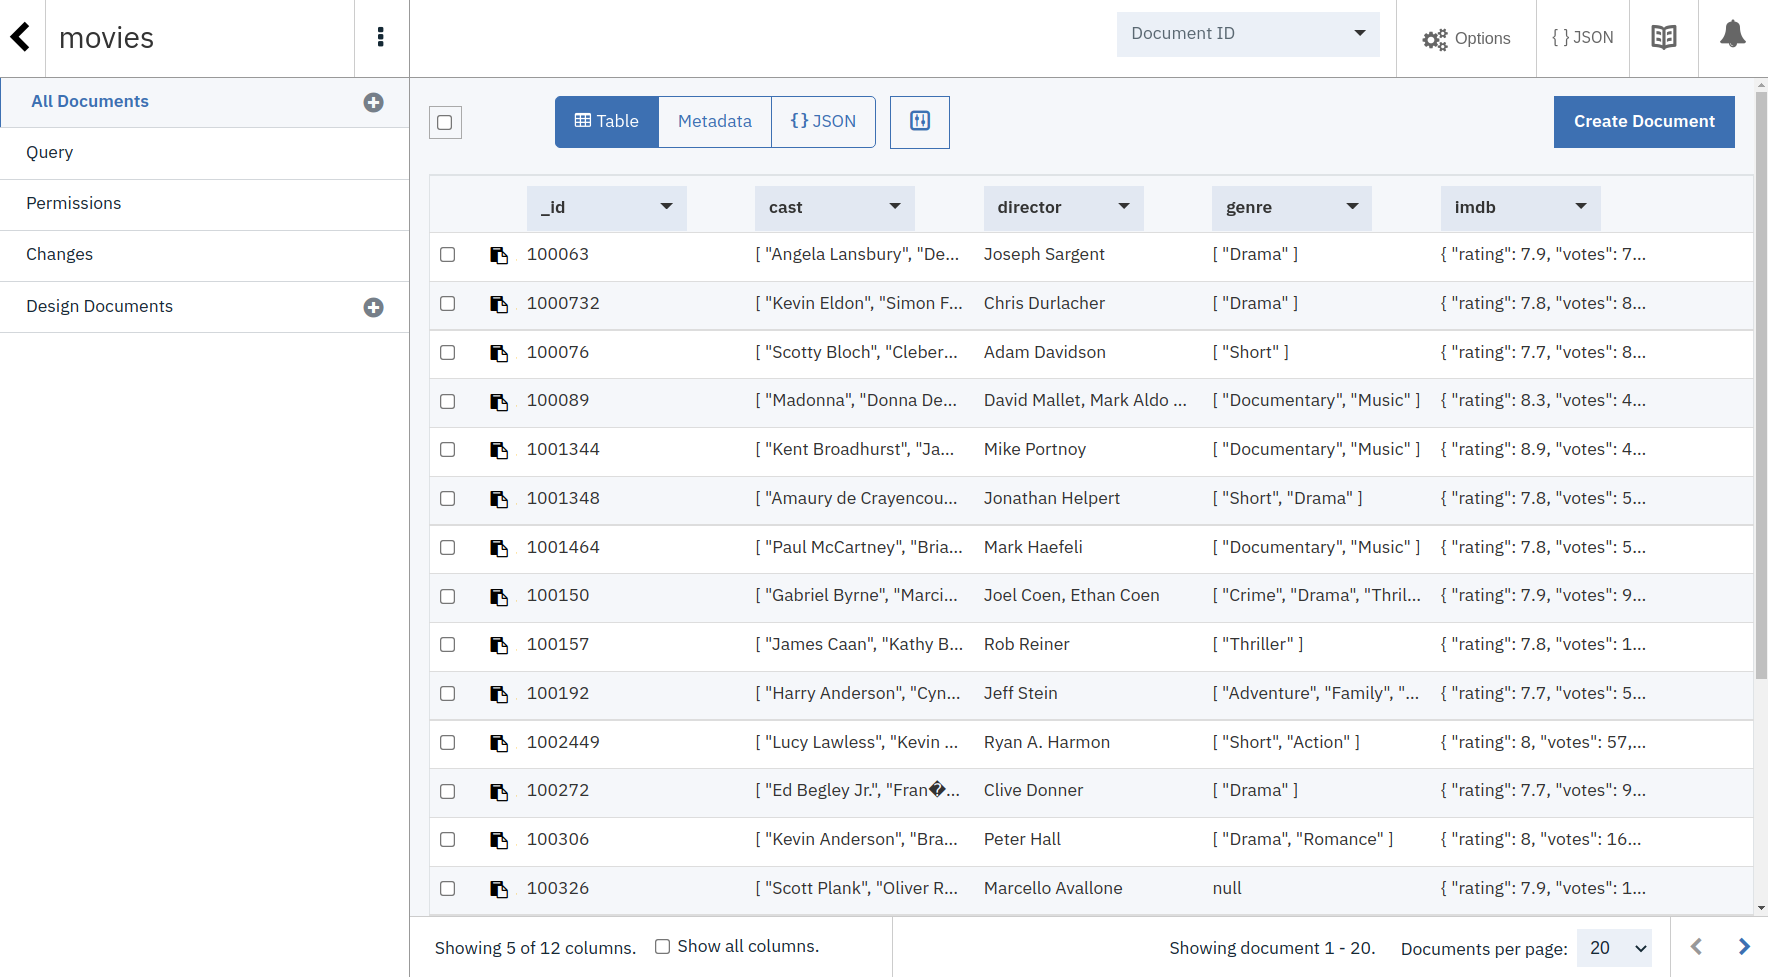 movies
Document ID
Options
{ } JSON
All Documents
Query
Permissions
Changes
Design Documents
Table
Metadata
{} JSON
Create Document
_id cast director genre imdb
100063 [ "Angela Lansbury", "De... Joseph Sargent [ "Drama" ] { "rating": 7.9, "votes": 7...
1000732 [ "Kevin Eldon", "Simon F... Chris Durlacher [ "Drama" ] { "rating": 7.8, "votes": 8...
100076 [ "Scotty Bloch", "Cleber... Adam Davidson [ "Short" ] { "rating": 7.7, "votes": 8...
100089 [ "Madonna", "Donna De... David Mallet, Mark Aldo ... [ "Documentary", "Music" ] { "rating": 8.3, "votes": 4...
1001344 [ "Kent Broadhurst", "Ja... Mike Portnoy [ "Documentary", "Music" ] { "rating": 8.9, "votes": 4...
1001348 [ "Amaury de Crayencou... Jonathan Helpert [ "Short", "Drama" ] { "rating": 7.8, "votes": 5...
1001464 [ "Paul McCartney", "Bria... Mark Haefeli [ "Documentary", "Music" ] { "rating": 7.8, "votes": 5...
100150 [ "Gabriel Byrne", "Marci... Joel Coen, Ethan Coen [ "Crime", "Drama", "Thril... { "rating": 7.9, "votes": 9...
100157 [ "James Caan", "Kathy B... Rob Reiner [ "Thriller" ] { "rating": 7.8, "votes": 1...
100192 [ "Harry Anderson", "Cyn... Jeff Stein [ "Adventure", "Family", "... { "rating": 7.7, "votes": 5...
1002449 [ "Lucy Lawless", "Kevin ... Ryan A. Harmon [ "Short", "Action" ] { "rating": 8, "votes": 57,...
100272 [ "Ed Begley Jr.", "Fran�... Clive Donner [ "Drama" ] { "rating": 7.7, "votes": 9...
100306 [ "Kevin Anderson", "Bra... Peter Hall [ "Drama", "Romance" ] { "rating": 8, "votes": 16...
100326 [ "Scott Plank", "Oliver R... Marcello Avallone null { "rating": 7.9, "votes": 1...
Showing 5 of 12 columns. Show all columns. Showing document 1 - 20. Documents per page: 20